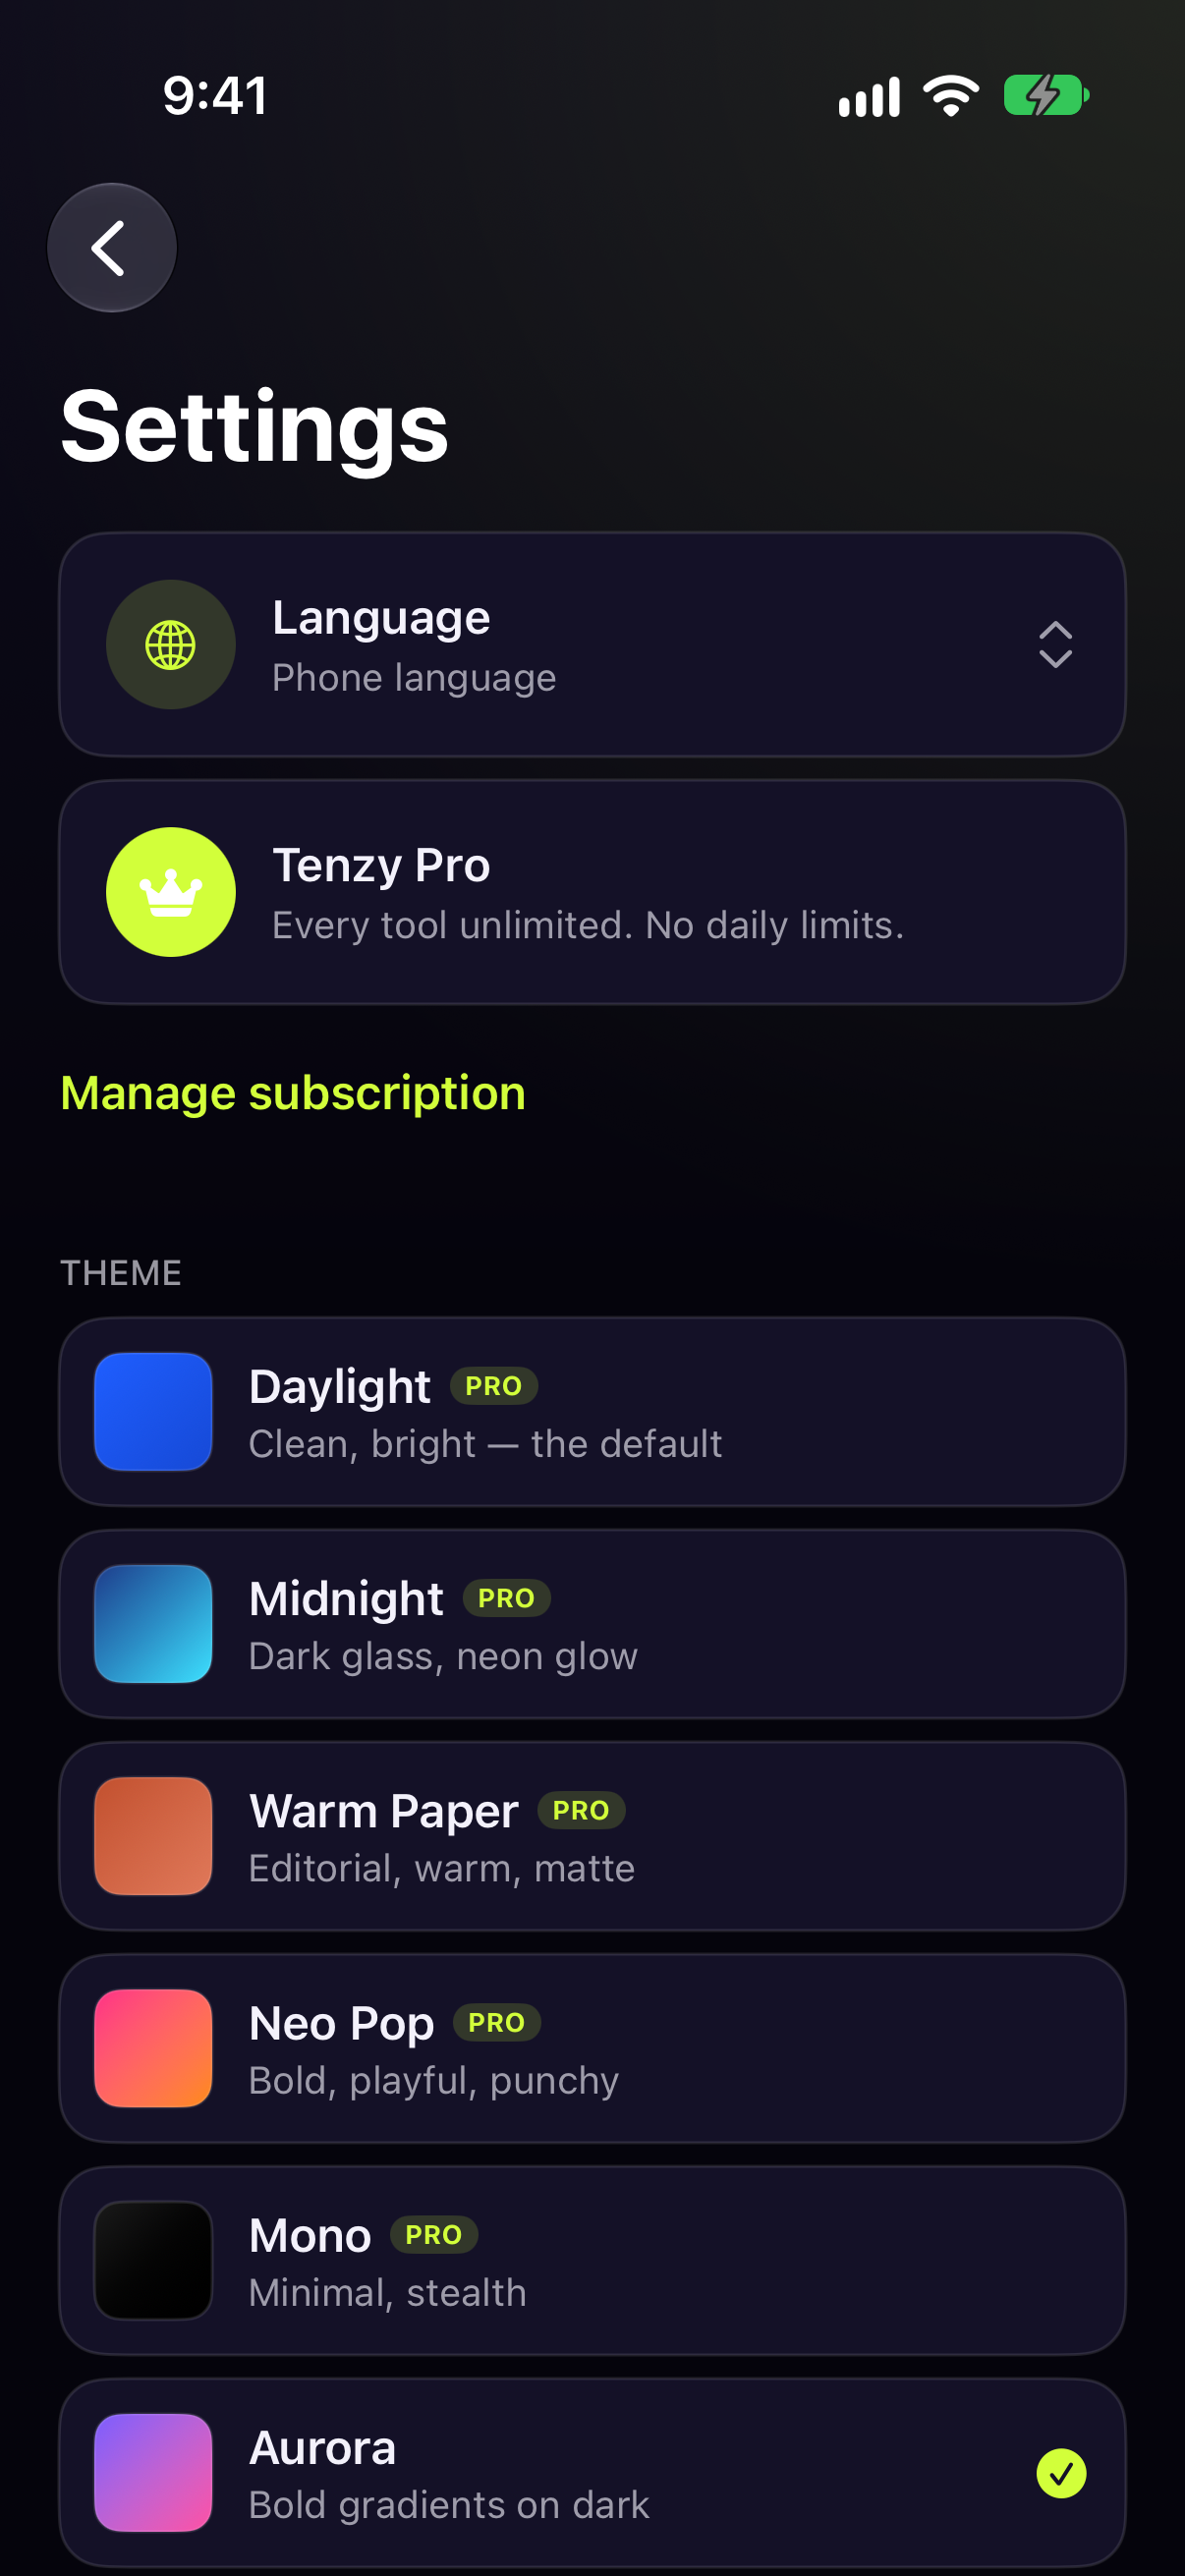 9:41
Settings
Language
Phone language
Tenzy Pro
Every tool unlimited. No daily limits.
Manage subscription
THEME
Daylight PRO
Clean, bright — the default
Midnight PRO
Dark glass, neon glow
Warm Paper PRO
Editorial, warm, matte
Neo Pop PRO
Bold, playful, punchy
Mono PRO
Minimal, stealth
Aurora
Bold gradients on dark